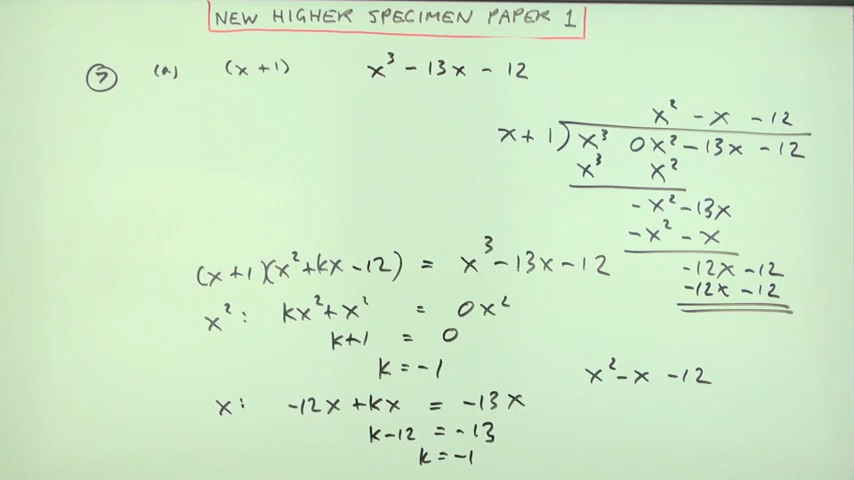 NEW HIGHER SPECIMEN PAPER 1
⑦ (a) (x+1) x³ - 13x - 12
x² - x - 12
x + 1 ) x³ 0x² - 13x - 12
x³ x²
-x² - 13x
-x² - x
-12x - 12
-12x - 12
(x+1)(x²+kx-12) = x³ - 13x - 12
x²: kx² + x² = 0x²
k+1 = 0
k = -1
x² - x - 12
x: -12x + kx = -13x
k-12 = -13
k = -1